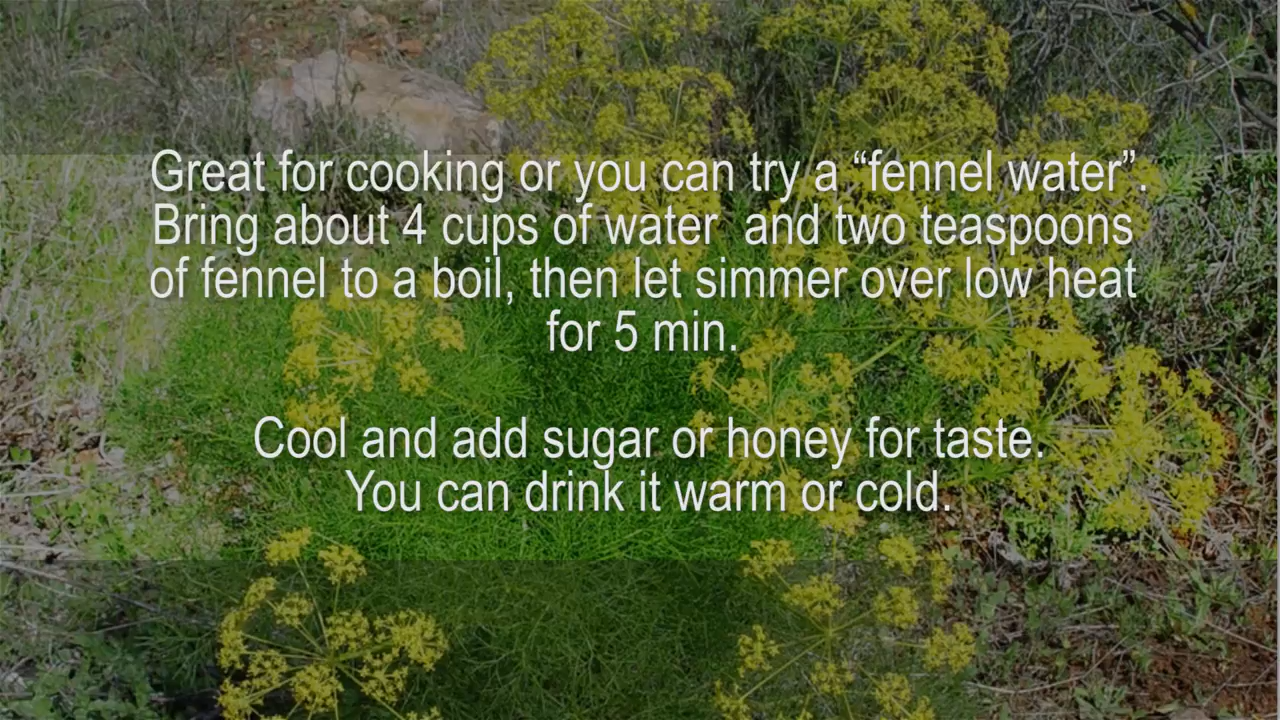 Great for cooking or you can try a “fennel water”.
Bring about 4 cups of water  and two teaspoons
of fennel to a boil, then let simmer over low heat
for 5 min.
Cool and add sugar or honey for taste.
You can drink it warm or cold.